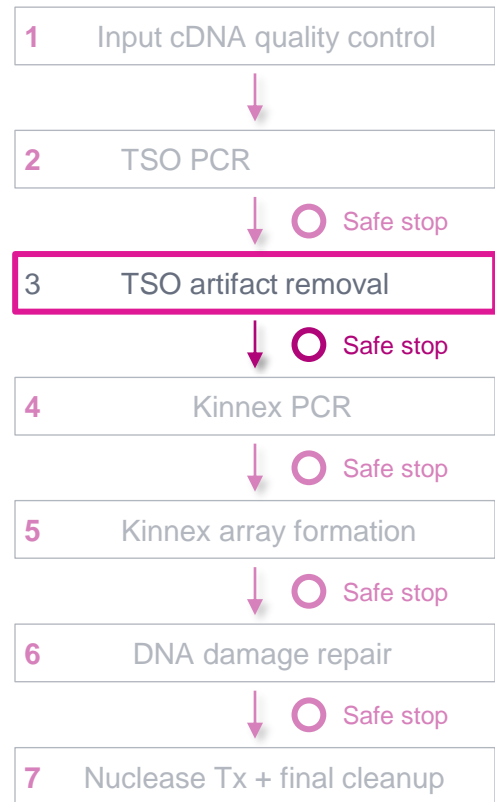 1 Input cDNA quality control
2 TSO PCR
Safe stop
3 TSO artifact removal
Safe stop
4 Kinnex PCR
Safe stop
5 Kinnex array formation
Safe stop
6 DNA damage repair
Safe stop
7 Nuclease Tx + final cleanup